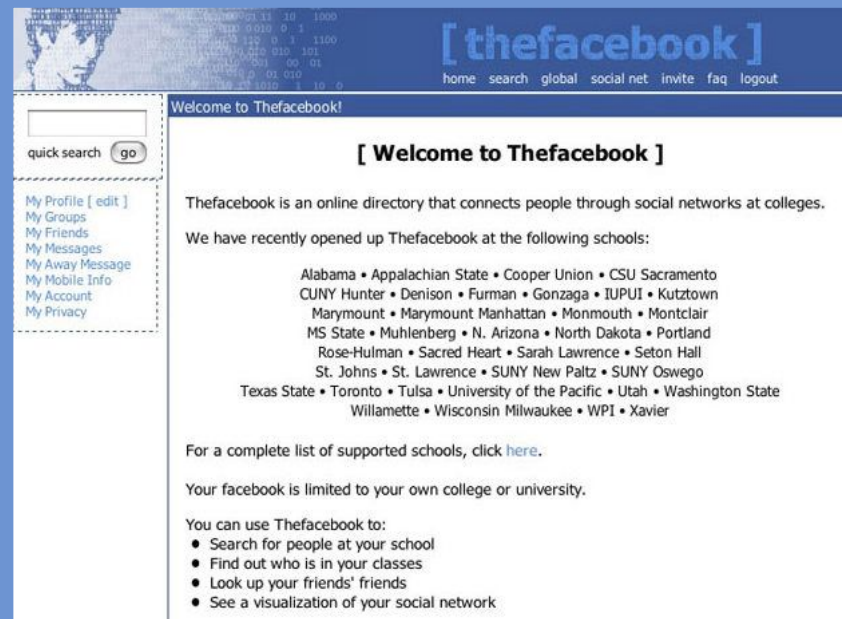 [ thefacebook ]
home search global social net invite faq logout
quick search go
My Profile [ edit ]
My Groups
My Friends
My Messages
My Away Message
My Mobile Info
My Account
My Privacy
Welcome to Thefacebook!
[ Welcome to Thefacebook ]
Thefacebook is an online directory that connects people through social networks at colleges.
We have recently opened up Thefacebook at the following schools:
Alabama • Appalachian State • Cooper Union • CSU Sacramento
CUNY Hunter • Denison • Furman • Gonzaga • IUPUI • Kutztown
Marymount • Marymount Manhattan • Monmouth • Montclair
MS State • Muhlenberg • N. Arizona • North Dakota • Portland
Rose-Hulman • Sacred Heart • Sarah Lawrence • Seton Hall
St. Johns • St. Lawrence • SUNY New Paltz • SUNY Oswego
Texas State • Toronto • Tulsa • University of the Pacific • Utah • Washington State
Willamette • Wisconsin Milwaukee • WPI • Xavier
For a complete list of supported schools, click here.
Your facebook is limited to your own college or university.
You can use Thefacebook to:
• Search for people at your school
• Find out who is in your classes
• Look up your friends' friends
• See a visualization of your social network